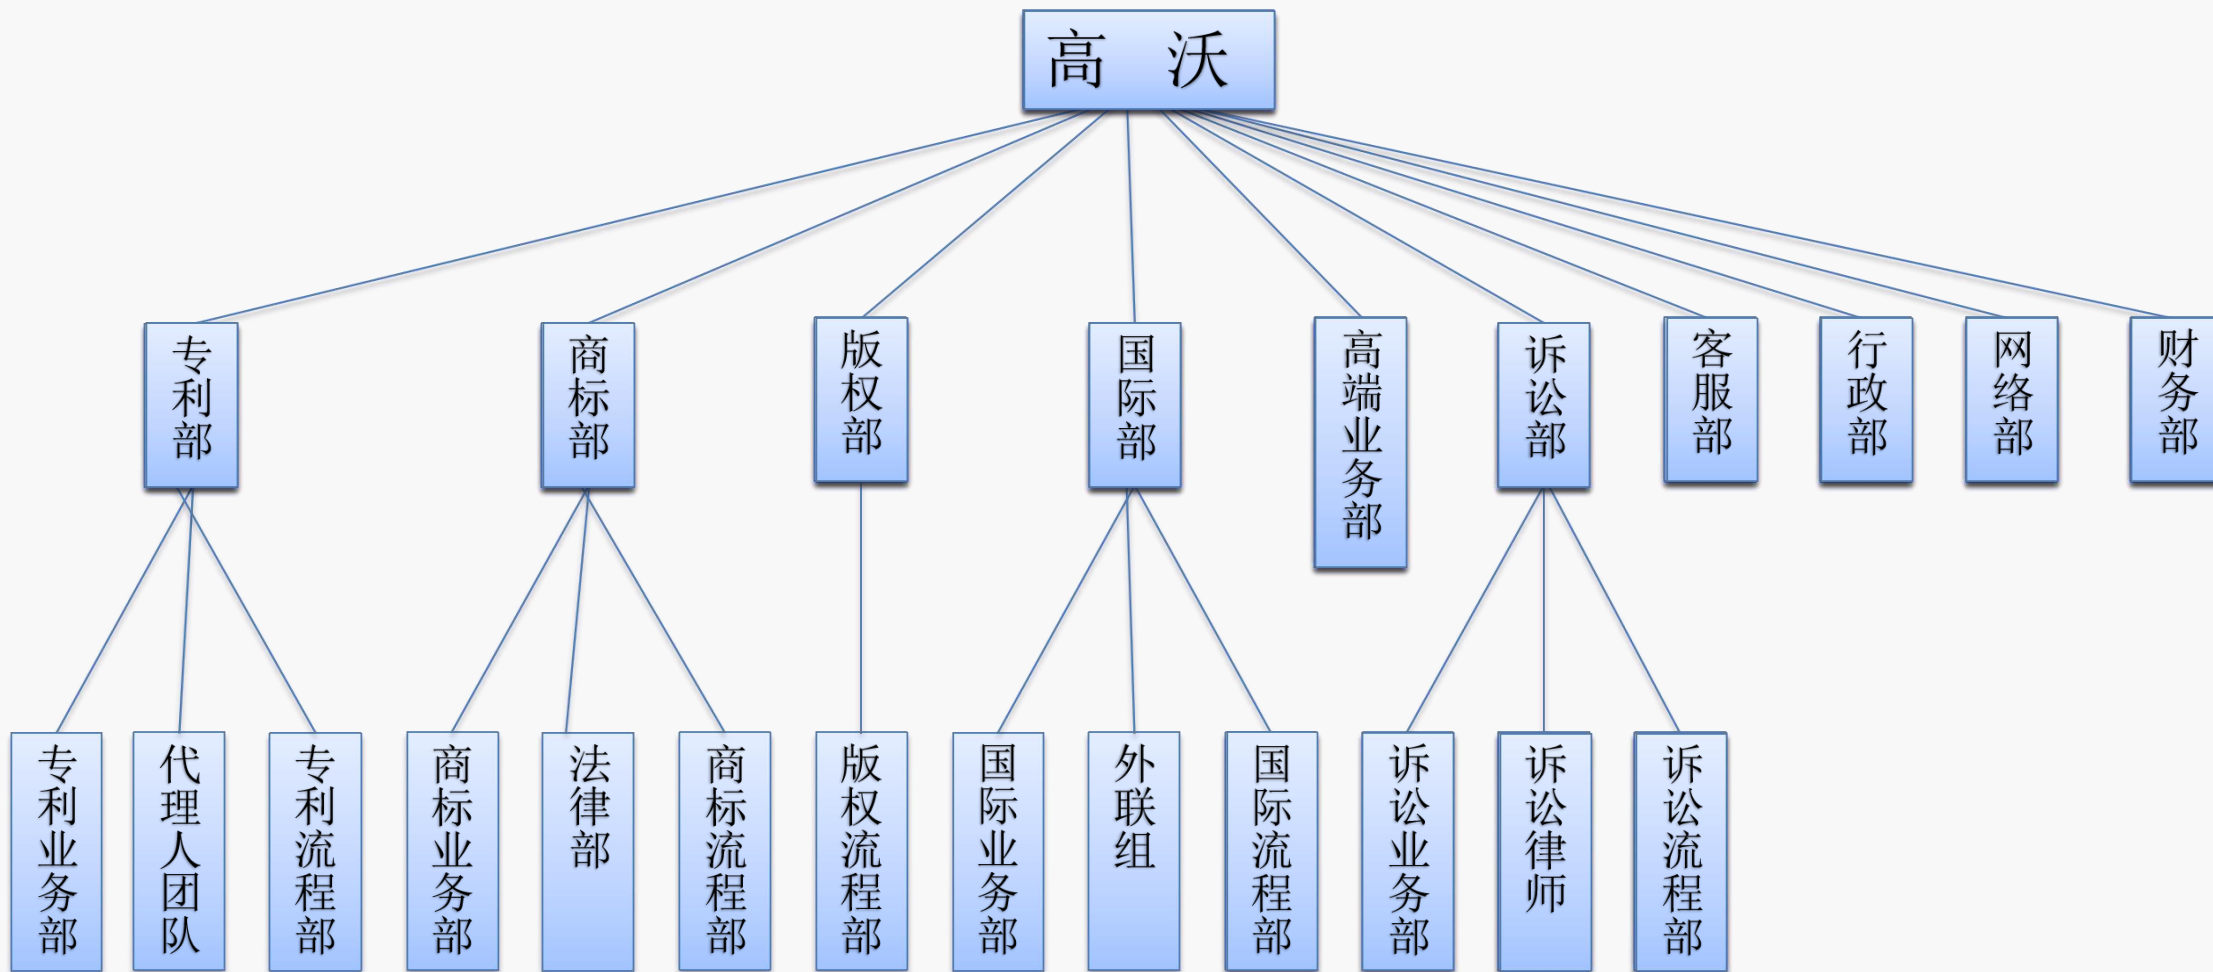 高 沃
专利部
商标部
版权部
国际部
高端业务部
诉讼部
客服部
行政部
网络部
财务部
专利业务部
代理人团队
专利流程部
商标业务部
法律部
商标流程部
版权流程部
国际业务部
外联组
国际流程部
诉讼业务部
诉讼律师
诉讼流程部